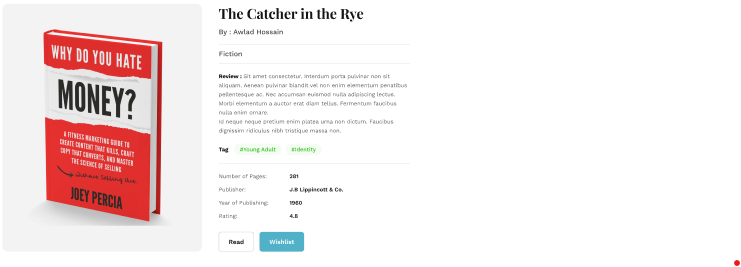 WHY DO YOU HATE
MONEY?
A FITNESS MARKETING GUIDE TO
CREATE CONTENT THAT KILLS, CRAFT
COPY THAT CONVERTS, AND MASTER
THE SCIENCE OF SELLING
JOEY PERCIA
The Catcher in the Rye
By : Awlad Hossain
Fiction
Review : Sit amet consectetur. Interdum porta pulvinar non sit
aliquam. Aenean pulvinar blandit vel non enim elementum penatibus
pellentesque ac. Nec accumsan euismod nulla adipiscing lectus.
Morbi elementum a auctor erat diam tellus. Fermentum faucibus
nulla enim ornare.
Id neque neque pretium enim platea urna non dictum. Faucibus
dignissim ridiculus nibh tristique massa non.
Tag #Young Adult #Identity
Number of Pages: 281
Publisher: J.B Lippincott & Co.
Year of Publishing: 1960
Rating: 4.8
Read Wishlist